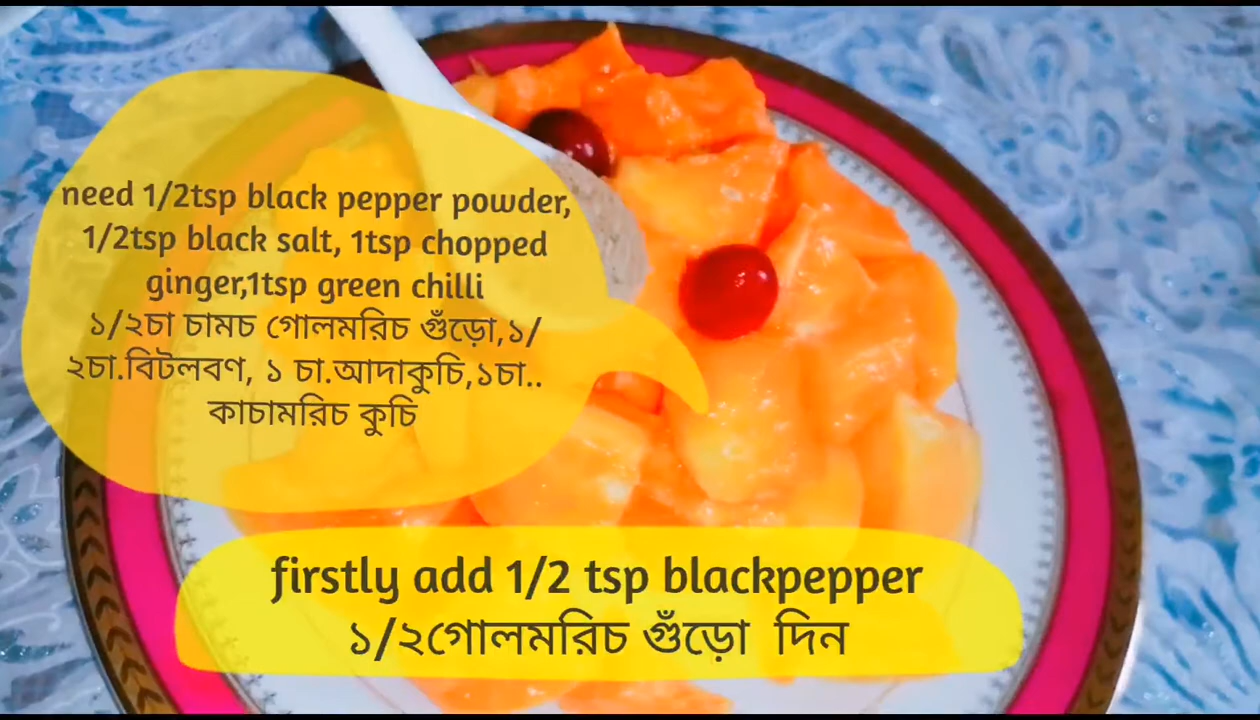 need 1/2tsp black pepper powder,
1/2tsp black salt, 1tsp chopped
ginger,1tsp green chilli
১/২চা চামচ গোলমরিচ গুঁড়ো,১/
২চা.বিটলবণ, ১ চা.আদাকুচি,১চা..
কাচামরিচ কুচি
firstly add 1/2 tsp blackpepper
১/২গোলমরিচ গুঁড়ো দিন